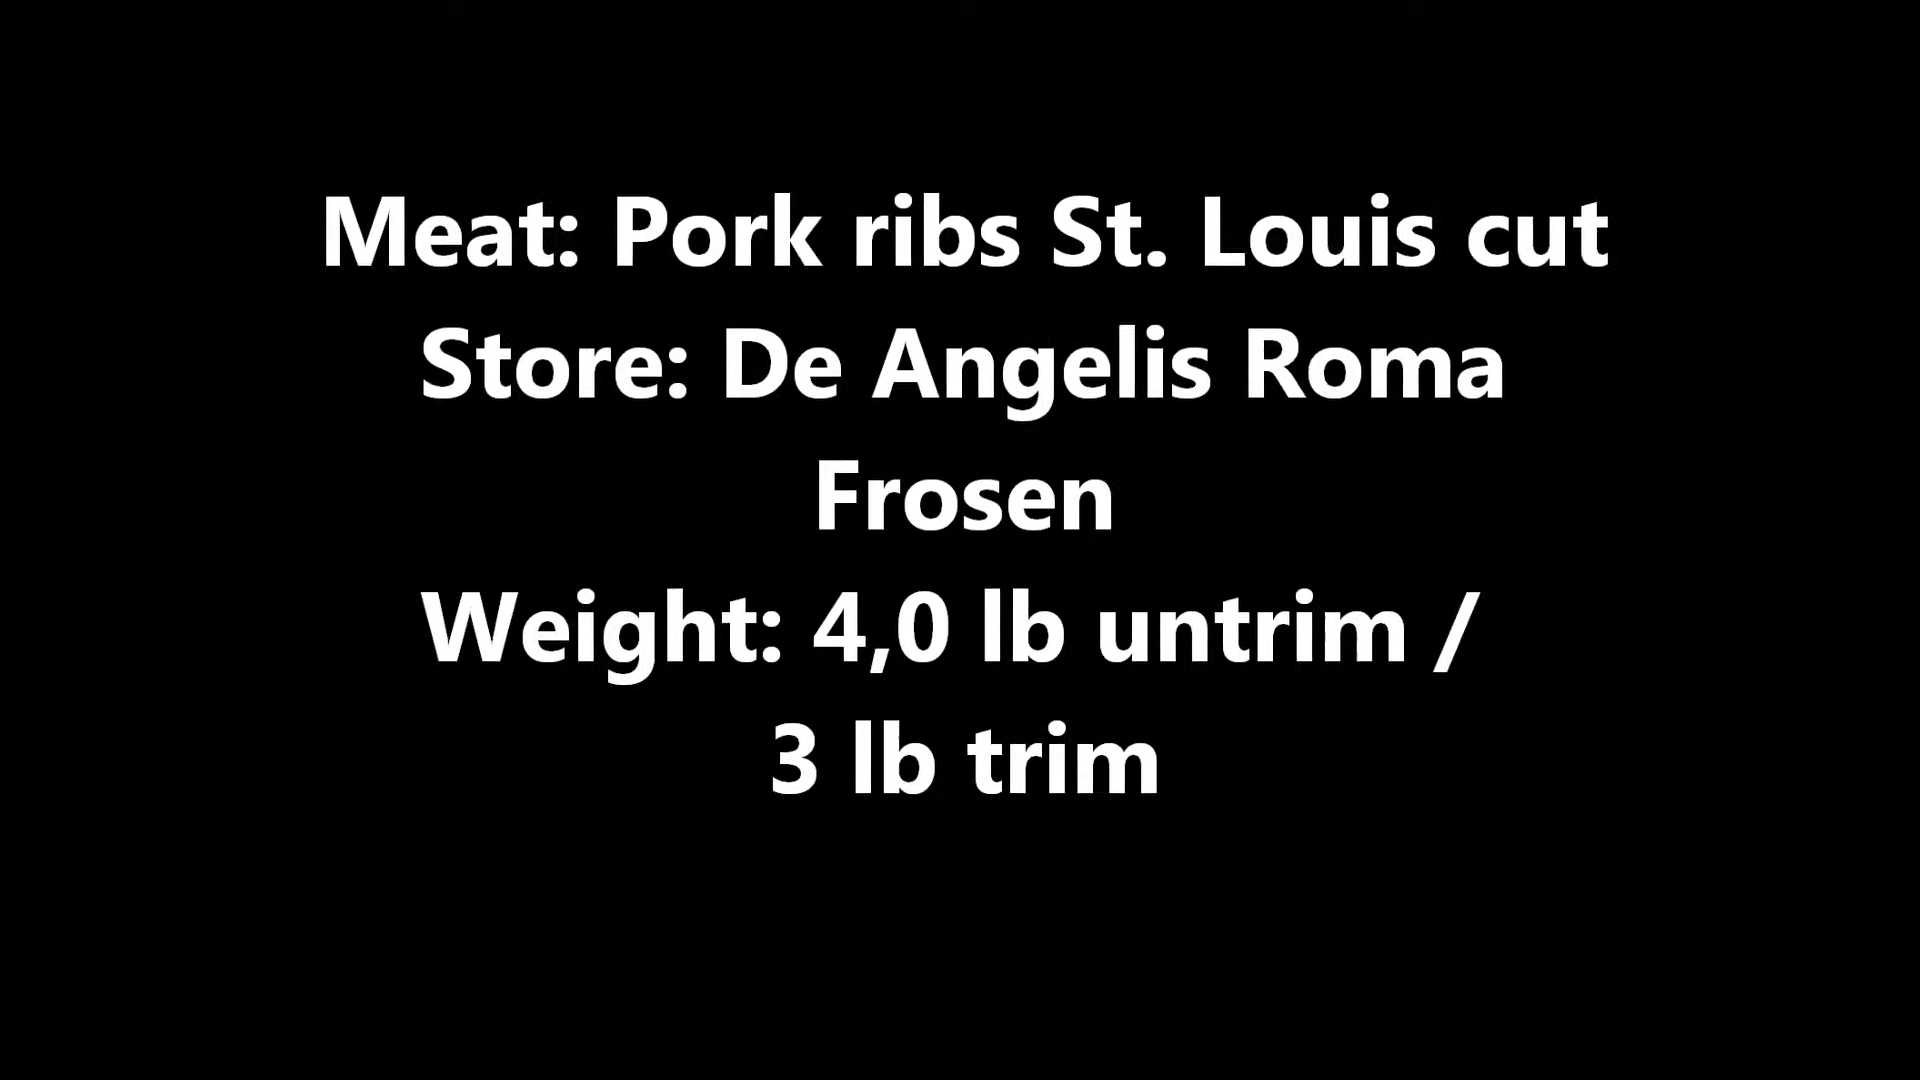 Meat: Pork ribs St. Louis cut
Store: De Angelis Roma
Frosen
Weight: 4,0 lb untrim /
3 lb trim